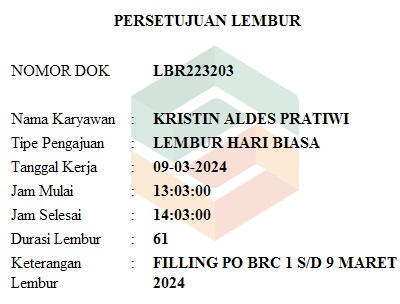 PERSETUJUAN LEMBUR
NOMOR DOK LBR223203
Nama Karyawan : KRISTIN ALDES PRATIWI
Tipe Pengajuan : LEMBUR HARI BIASA
Tanggal Kerja : 09-03-2024
Jam Mulai : 13:03:00
Jam Selesai : 14:03:00
Durasi Lembur : 61
Keterangan : FILLING PO BRC 1 S/D 9 MARET
Lembur 2024